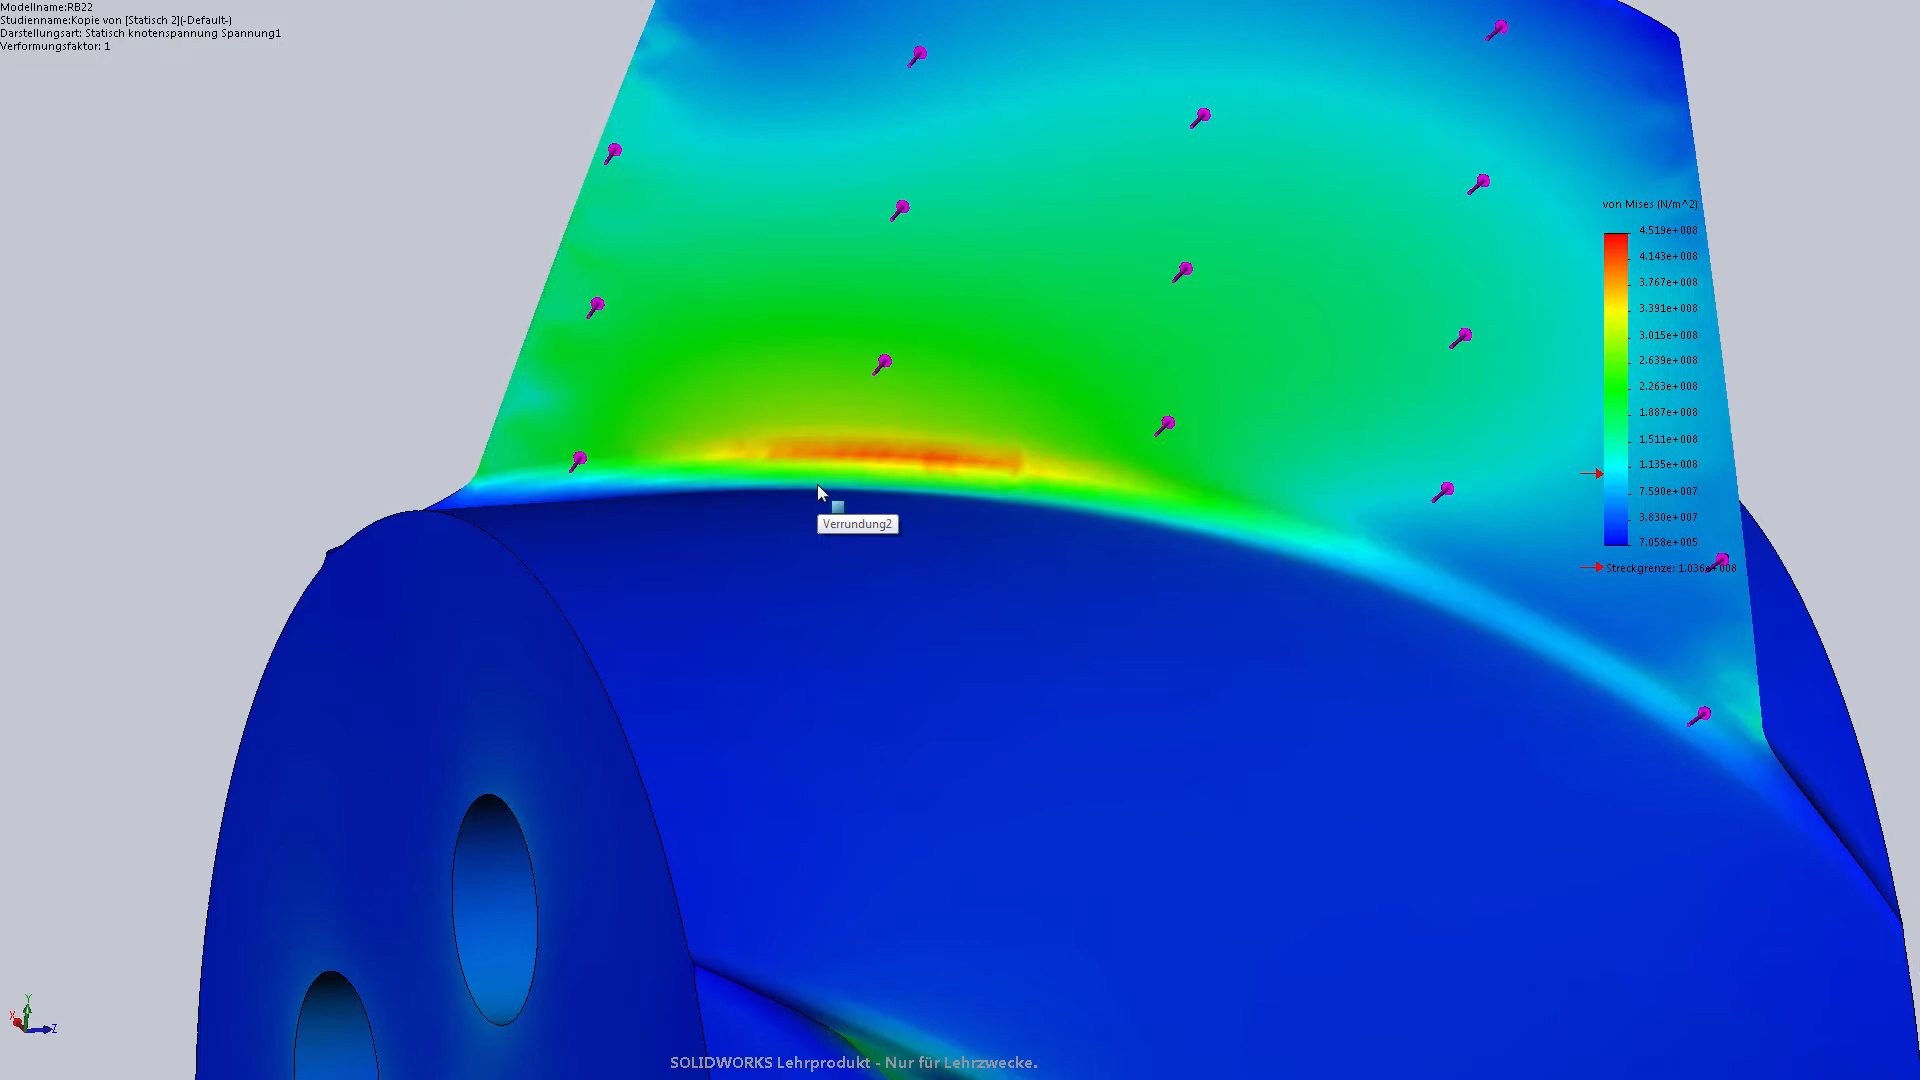 Modellname:RB22
Studienname:Kopie von [Statisch 2](-Default-)
Darstellungsart: Statisch knotenspannung Spannung1
Verformungsfaktor: 1
von Mises (N/m^2)
4.519e+008
4.143e+008
3.767e+008
3.391e+008
3.015e+008
2.639e+008
2.263e+008
1.887e+008
1.511e+008
1.135e+008
7.590e+007
3.830e+007
7.058e+005
Streckgrenze: 1.036e+008
Verrundung2
Y
X
Z
SOLIDWORKS Lehrprodukt - Nur für Lehrzwecke.